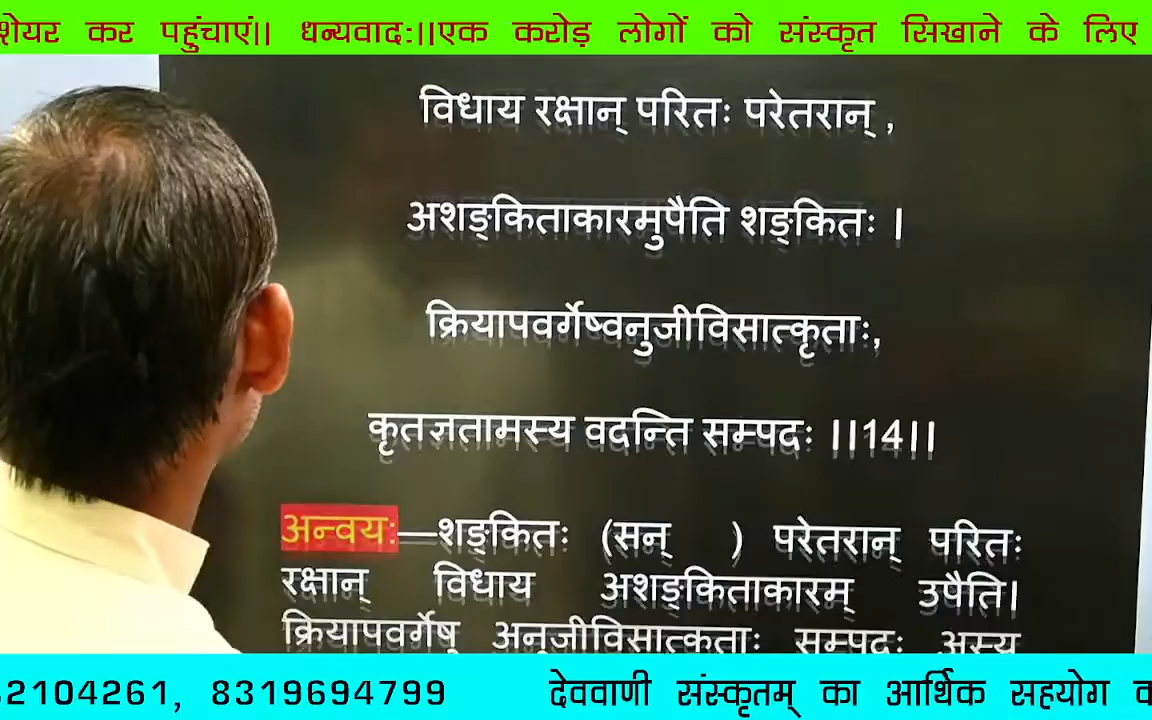 शेयर कर पहुंचाएं।। धन्यवाद:।।एक करोड़ लोगों को संस्कृत सिखाने के लिए
विधाय रक्षान् परितः परेतरान् ,
अशङ्किताकारमुपैति शङ्कितः ।
क्रियापवर्गेष्वनुजीविसात्कृताः,
कृतज्ञतामस्य वदन्ति सम्पदः ।।14।।
अन्वय:—शङ्कितः (सन् ) परेतरान् परितः
रक्षान् विधाय अशङ्किताकारम् उपैति।
क्रियापवर्गेषु अनुजीविसात्कृताः सम्पदः अस्य
2104261, 8319694799 देववाणी संस्कृतम् का आर्थिक सहयोग